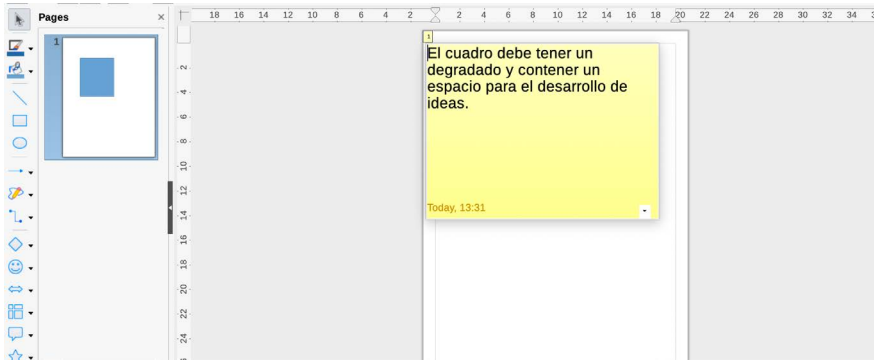 Pages
×
1
18 16 14 12 10 8 6 4 2 2 4 6 8 10 12 14 16 18 20 22 24 26 28 30 32 34
1
El cuadro debe tener un
degradado y contener un
espacio para el desarrollo de
ideas.
Today, 13:31
2
4
6
8
10
12
14
16
18
20
22
24